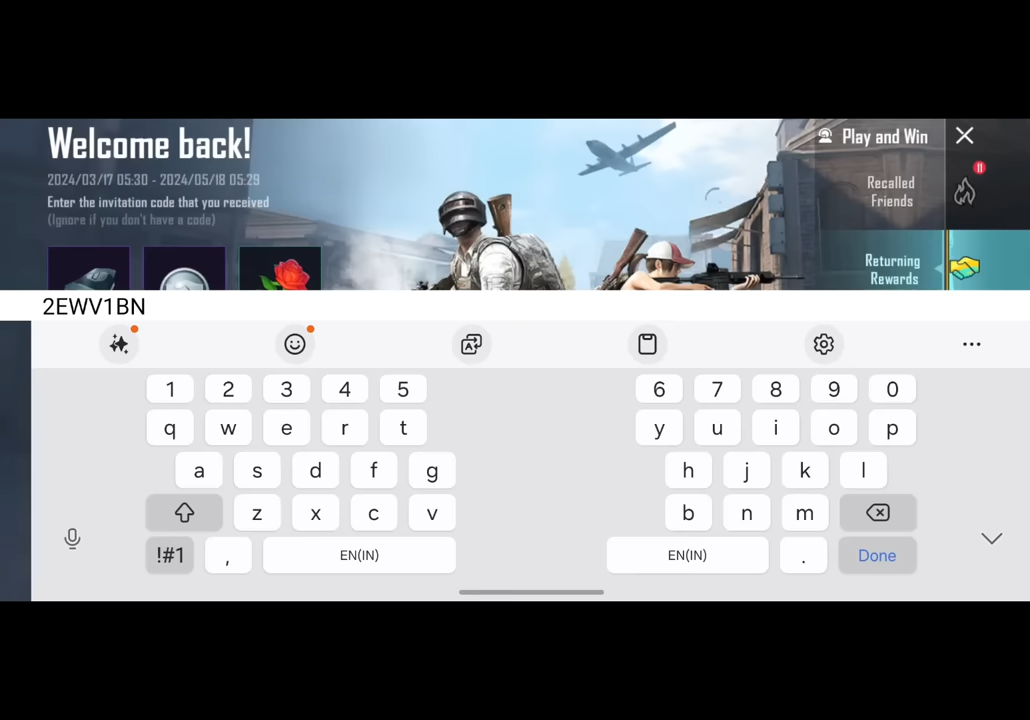 Welcome back!
2024/03/17 05:30 - 2024/05/18 05:29
Enter the invitation code that you received
(Ignore if you don't have a code)
Play and Win
Recalled
Friends
Returning
Rewards
2EWV1BN
1 2 3 4 5 6 7 8 9 0
q w e r t y u i o p
a s d f g h j k l
z x c v b n m
!#1 , EN(IN) EN(IN) . Done